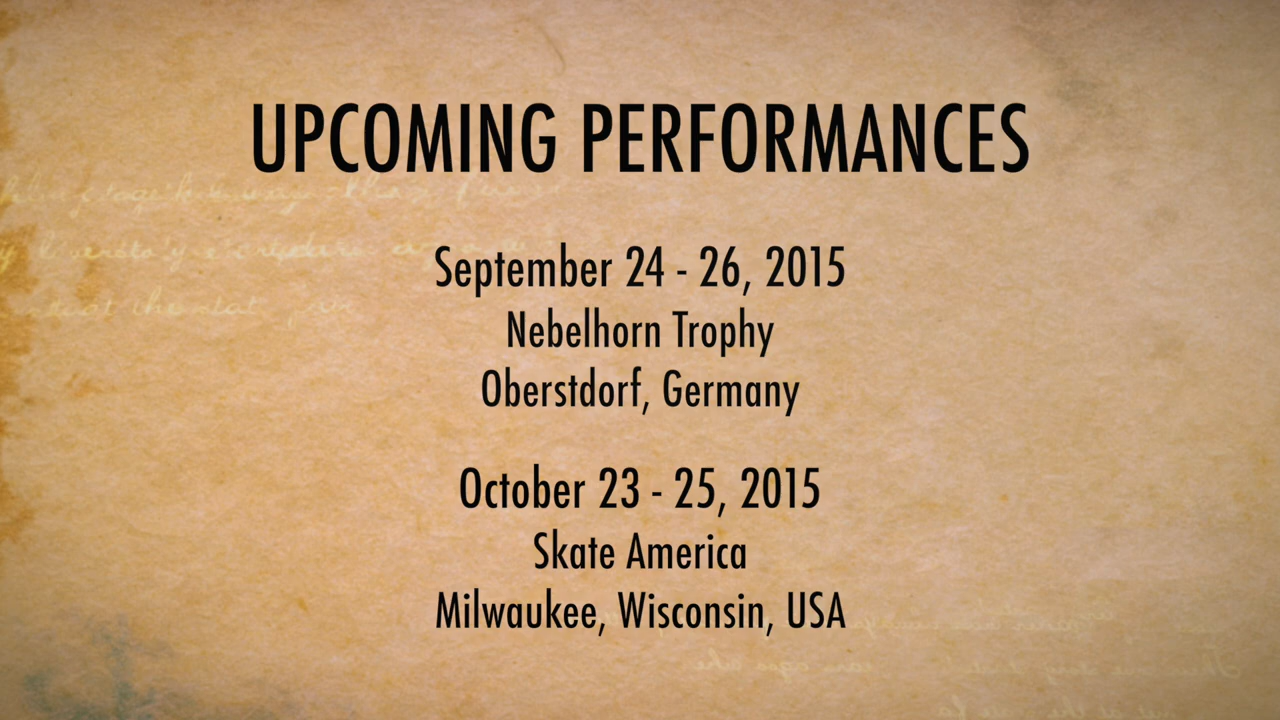 UPCOMING PERFORMANCES
September 24 - 26, 2015
Nebelhorn Trophy
Oberstdorf, Germany
October 23 - 25, 2015
Skate America
Milwaukee, Wisconsin, USA